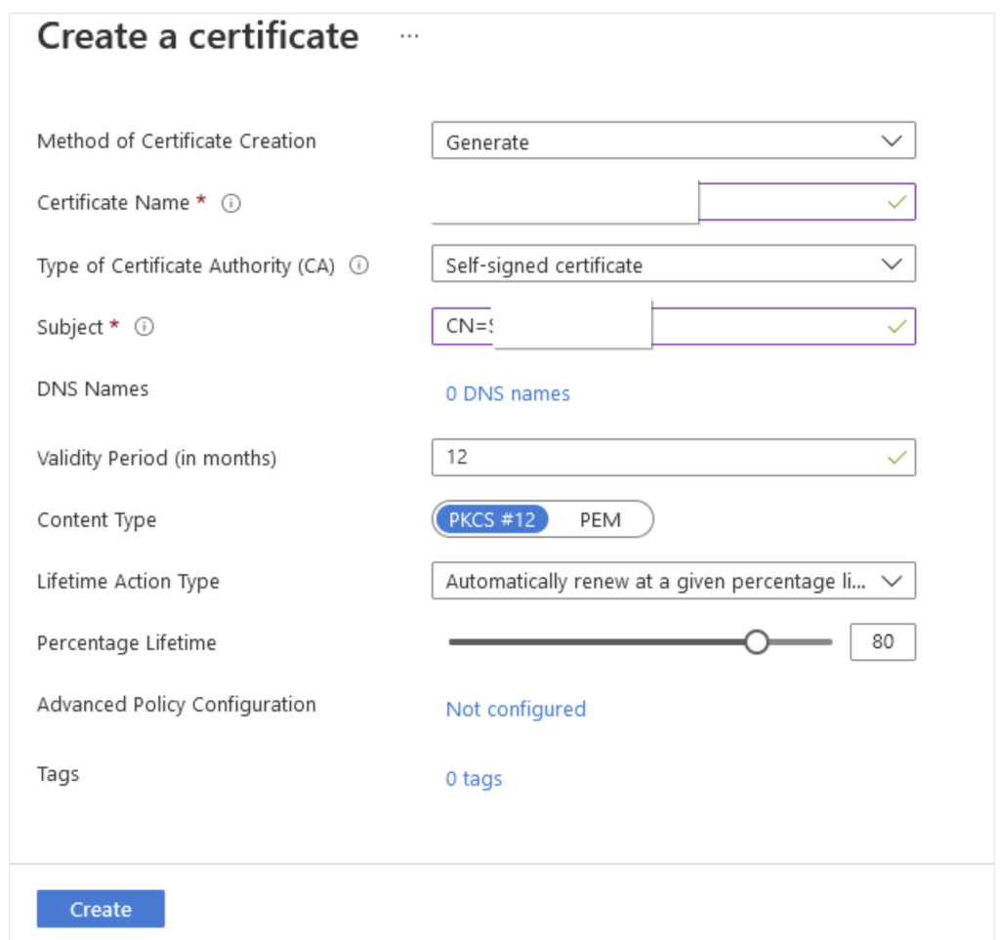 Create a certificate ...
Method of Certificate Creation Generate
Certificate Name *
Type of Certificate Authority (CA) Self-signed certificate
Subject * CN=
DNS Names 0 DNS names
Validity Period (in months) 12
Content Type PKCS #12 PEM
Lifetime Action Type Automatically renew at a given percentage li...
Percentage Lifetime 80
Advanced Policy Configuration Not configured
Tags 0 tags
Create